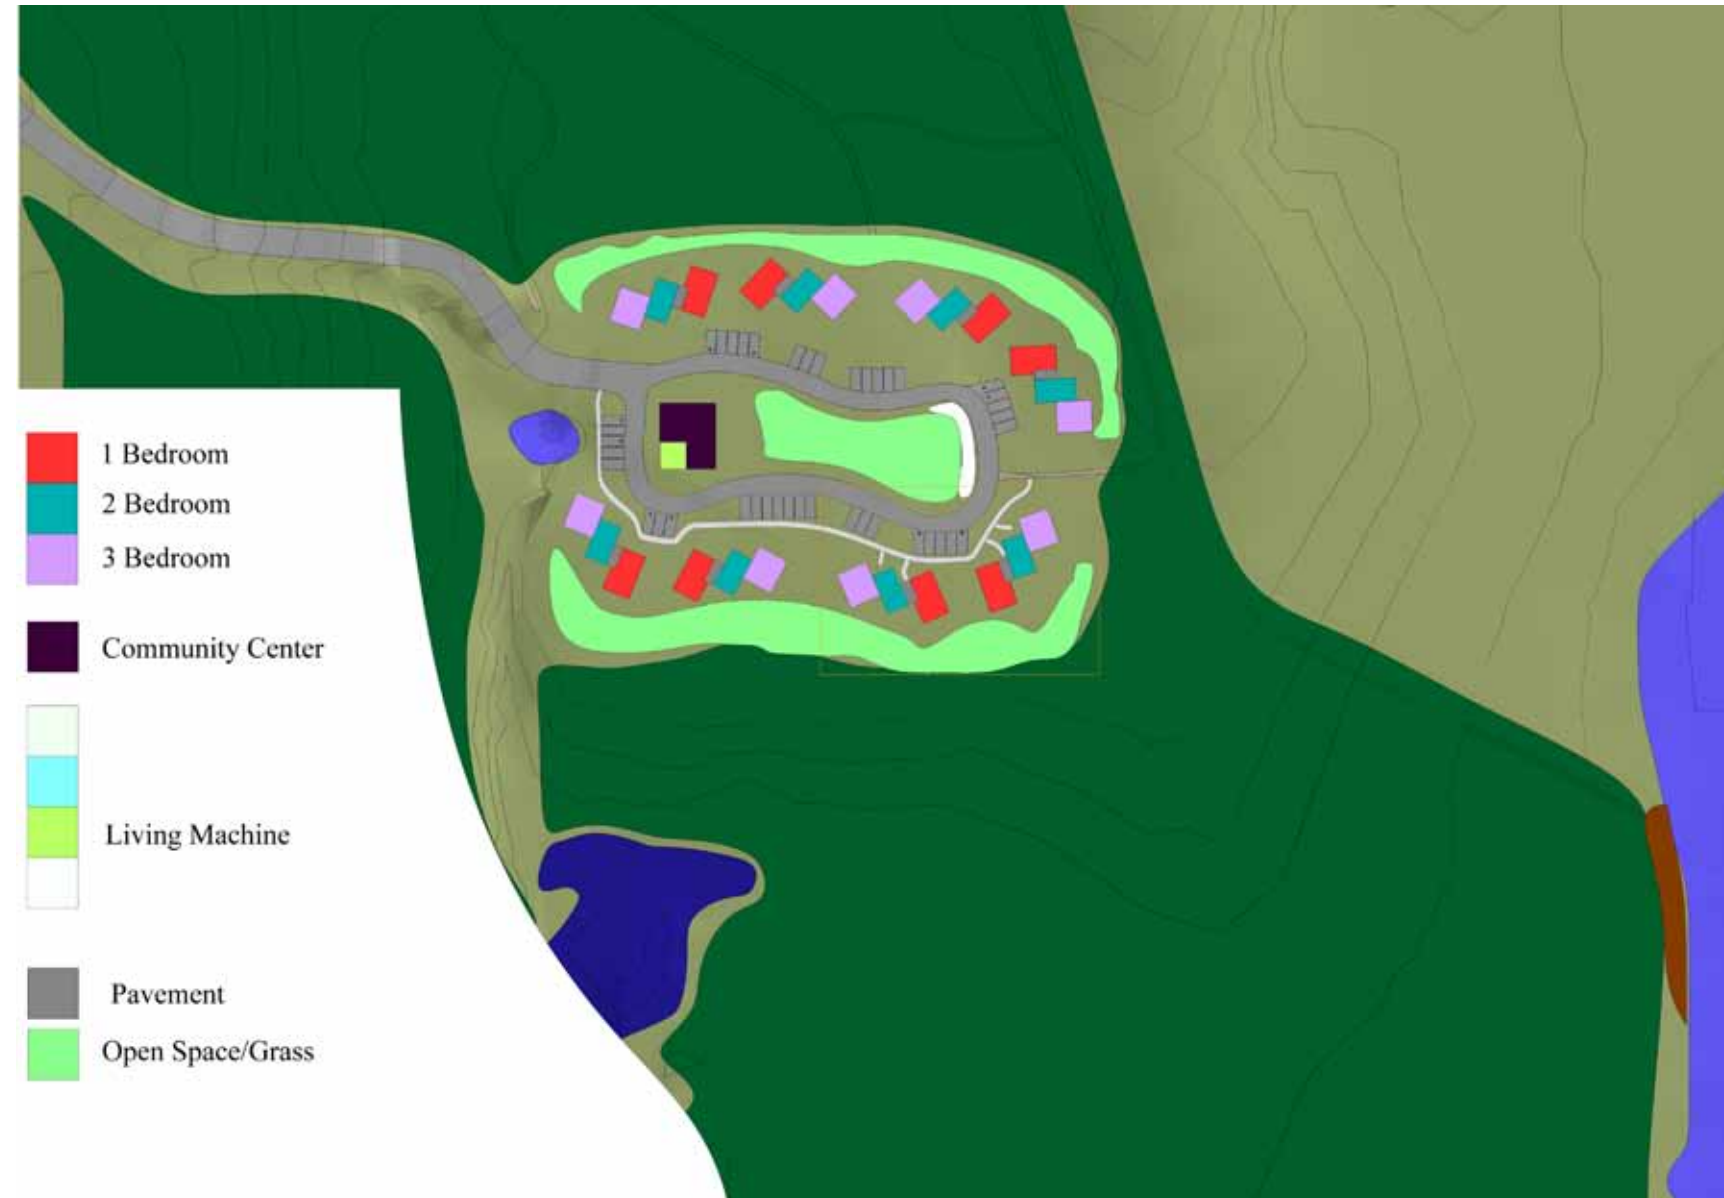 1 Bedroom
2 Bedroom
3 Bedroom
Community Center
Living Machine
Pavement
Open Space/Grass